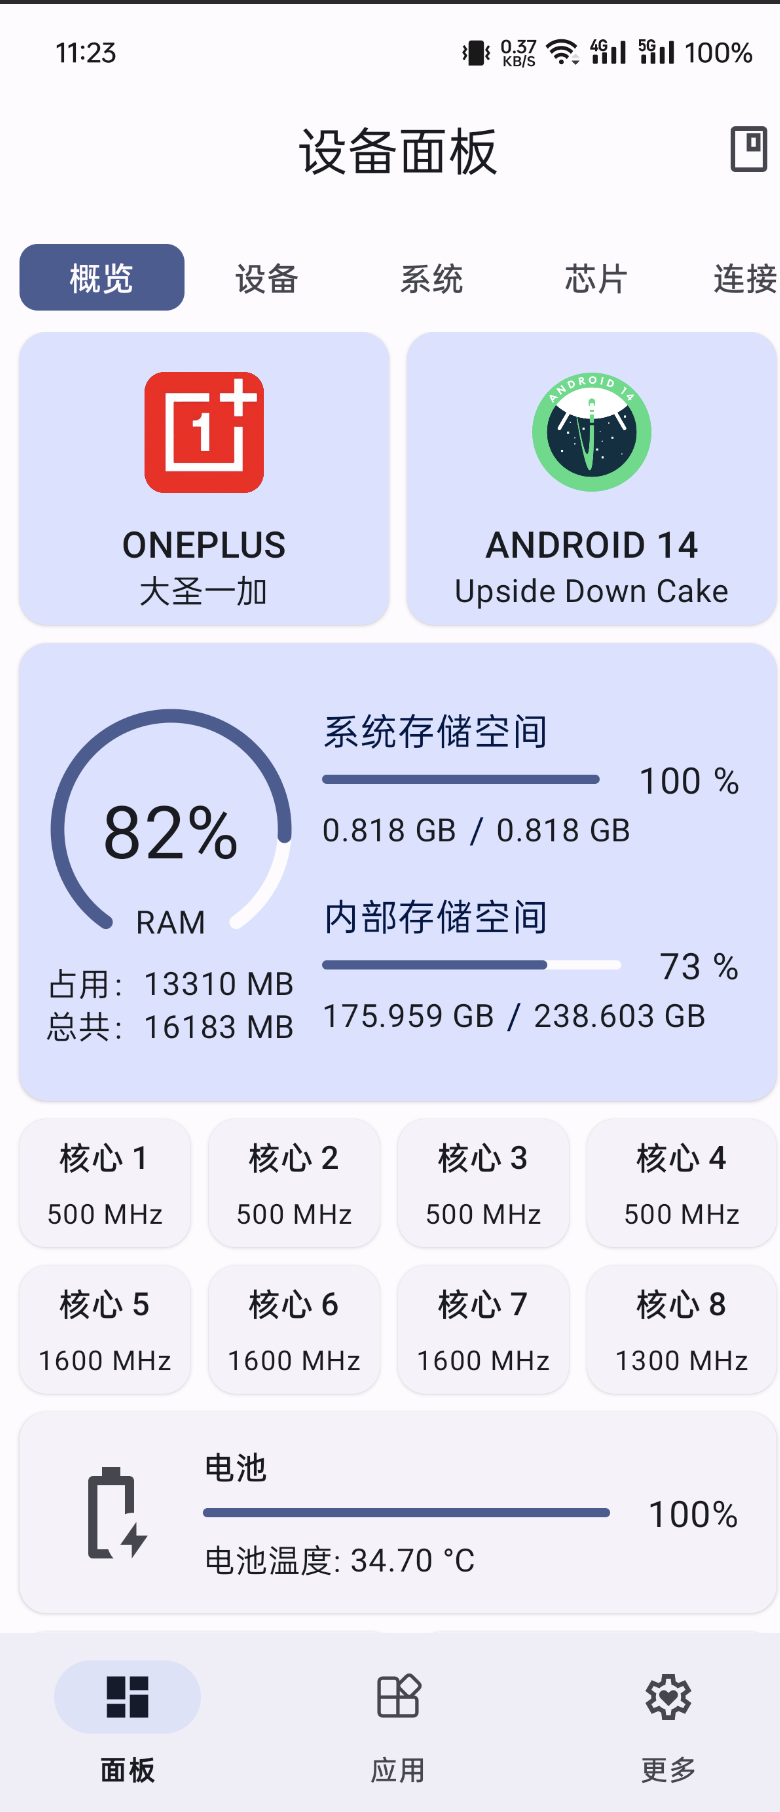 11:23
0.37 KB/S 4G 5G 100%
设备面板
概览 设备 系统 芯片 连接
1
ANDROID 14
ONEPLUS
大圣一加
ANDROID 14
Upside Down Cake
82%
RAM
占用: 13310 MB
总共: 16183 MB
系统存储空间
100 %
0.818 GB / 0.818 GB
内部存储空间
73 %
175.959 GB / 238.603 GB
核心 1 核心 2 核心 3 核心 4
500 MHz 500 MHz 500 MHz 500 MHz
核心 5 核心 6 核心 7 核心 8
1600 MHz 1600 MHz 1600 MHz 1300 MHz
电池
100%
电池温度: 34.70 °C
面板 应用 更多